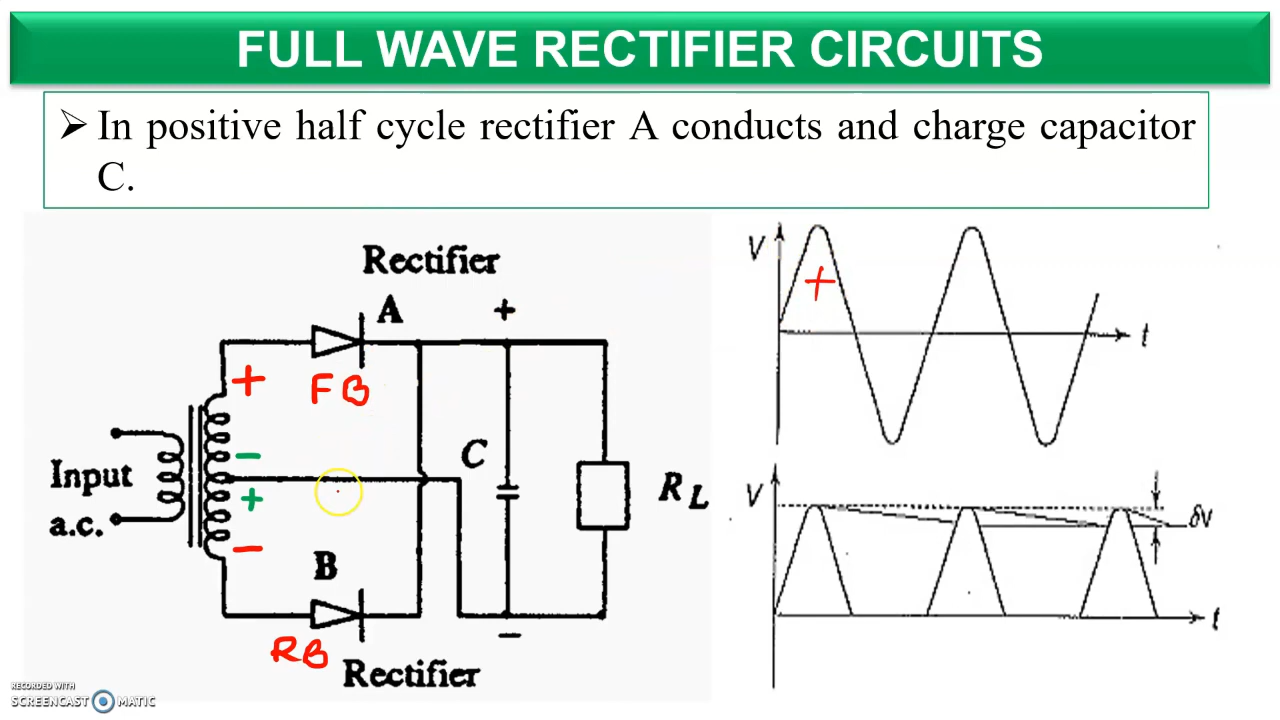 FULL WAVE RECTIFIER CIRCUITS
➢ In positive half cycle rectifier A conducts and charge capacitor
C.
Rectifier
A
+
+
FB
−
C
Input
a.c.
+
−
RL
B
−
RB
Rectifier
V
+
t
V
δV
t
RECORDED WITH
SCREENCAST MATIC